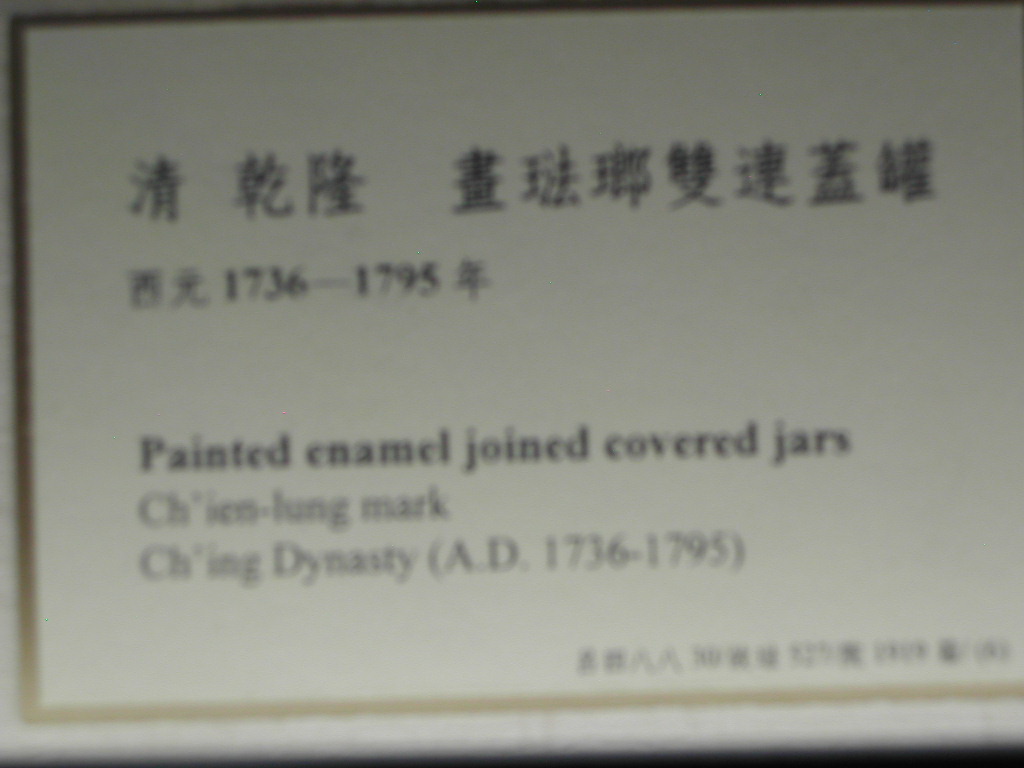 清 乾隆 畫琺瑯雙連蓋罐
西元 1736—1795 年
Painted enamel joined covered jars
Ch'ien-lung mark
Ch'ing Dynasty (A.D. 1736-1795)